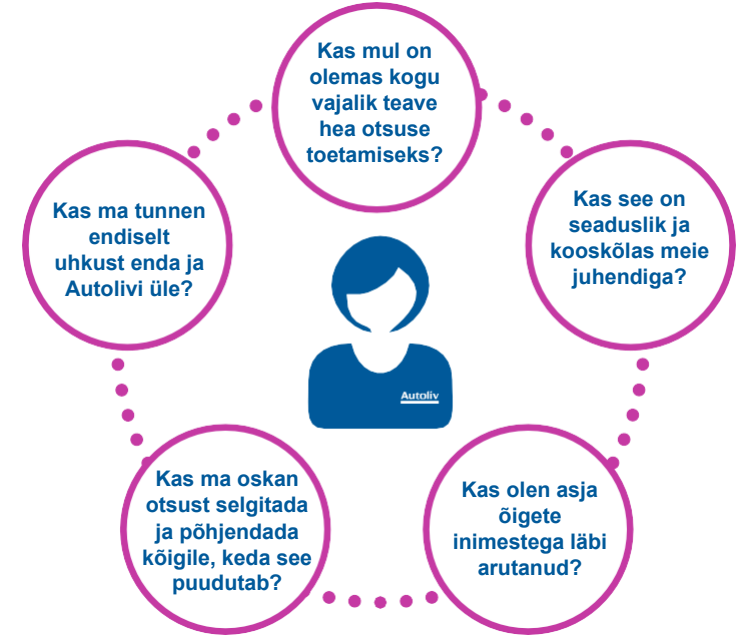 Kas mul on
olemas kogu
vajalik teave
hea otsuse
toetamiseks?
Kas see on
seaduslik ja
kooskõlas meie
juhendiga?
Kas olen asja
õigete
inimestega läbi
arutanud?
Kas ma oskan
otsust selgitada
ja põhjendada
kõigile, keda see
puudutab?
Kas ma tunnen
endiselt
uhkust enda ja
Autolivi üle?
Autoliv